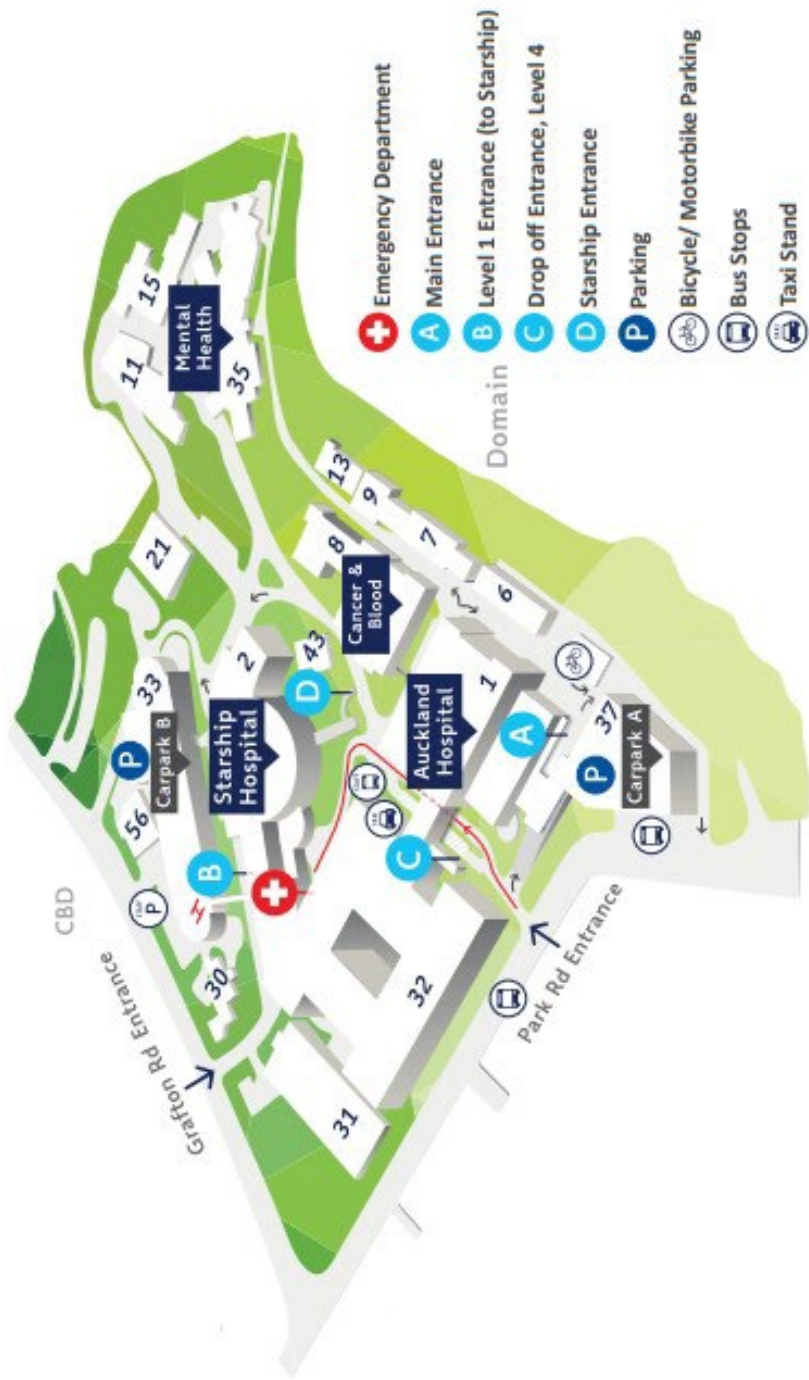 CBD
Grafton Rd Entrance
P
56
33
Carpark B
21
30
H
B
Starship
Hospital
2
D
43
11
15
Mental
Health
35
31
32
C
Auckland
Hospital
1
A
Cancer &
Blood
8
13
9
7
6
Domain
P
37
Carpark A
Park Rd Entrance
Emergency Department
A Main Entrance
B Level 1 Entrance (to Starship)
C Drop off Entrance, Level 4
D Starship Entrance
P Parking
Bicycle/ Motorbike Parking
Bus Stops
TAXI
Taxi Stand